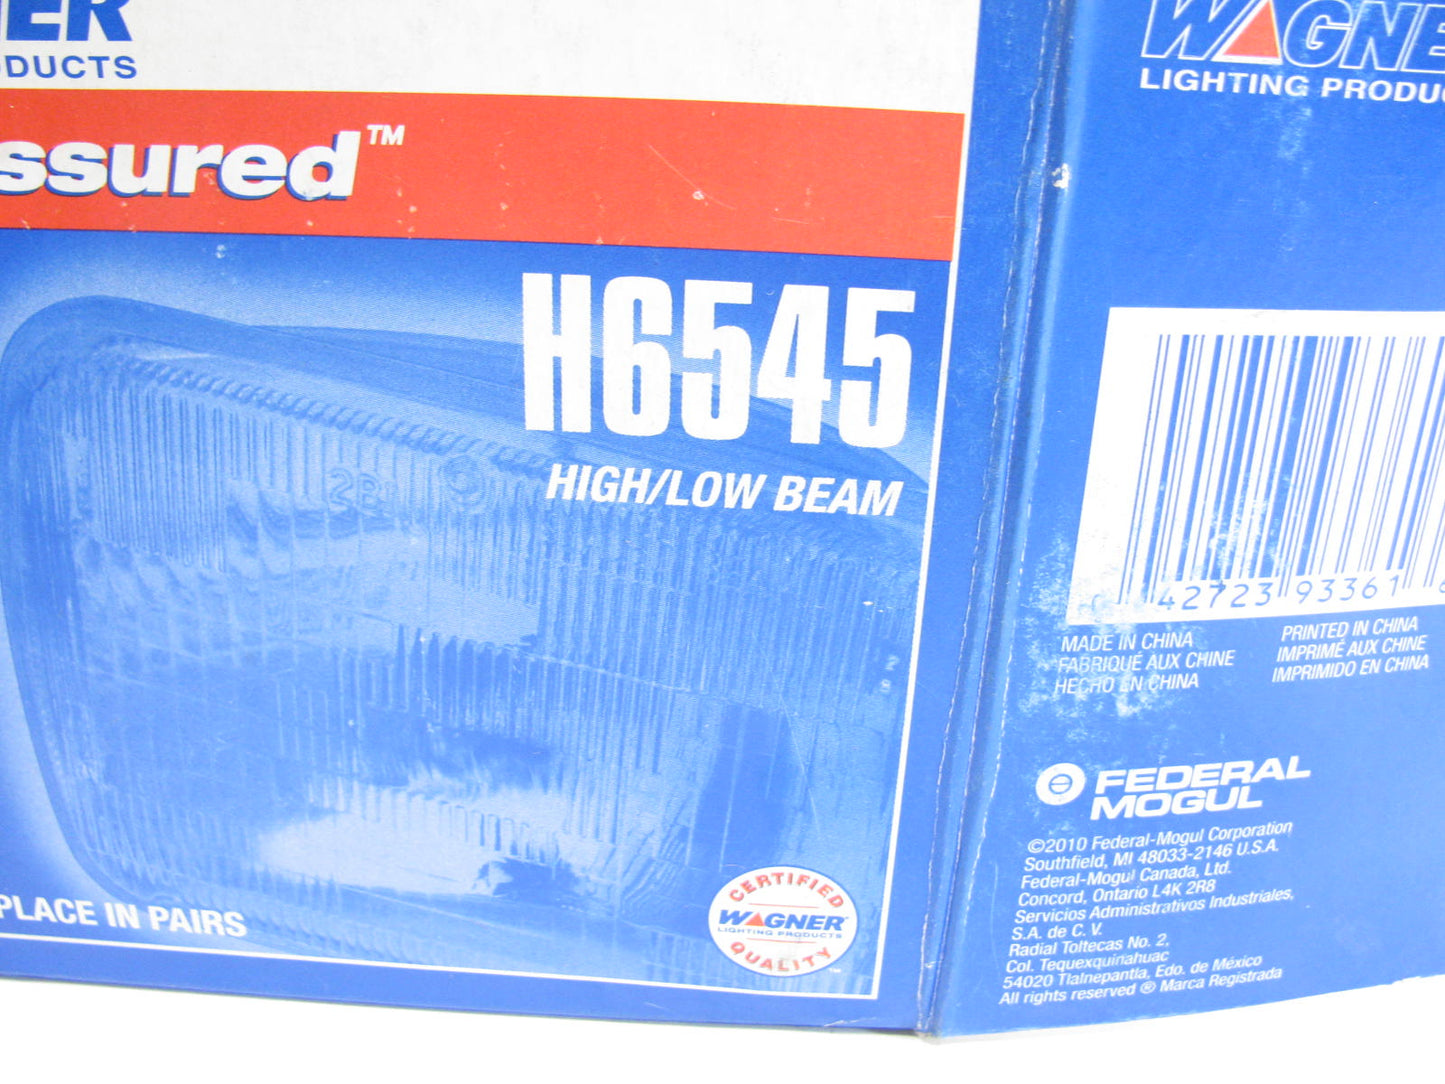 NER
DUCTS
ssured™
H6545
HIGH/LOW BEAM
2B
PLACE IN PAIRS
CERTIFIED
WAGNER
LIGHTING PRODUCTS
QUALITY™
WAGNE
LIGHTING PRODU
42723 93361
MADE IN CHINA
FABRIQUÉ AUX CHINE
HECHO EN CHINA
PRINTED IN CHINA
IMPRIMÉ AUX CHINE
IMPRIMIDO EN CHINA
FEDERAL
MOGUL
©2010 Federal-Mogul Corporation
Southfield, MI 48033-2146 U.S.A.
Federal-Mogul Canada, Ltd.
Concord, Ontario L4K 2R8
Servicios Administrativos Industriales,
S.A. de C. V.
Radial Toltecas No. 2,
Col. Tequexquinahuac
54020 Tlalnepantla, Edo. de México
All rights reserved ® Marca Registrada